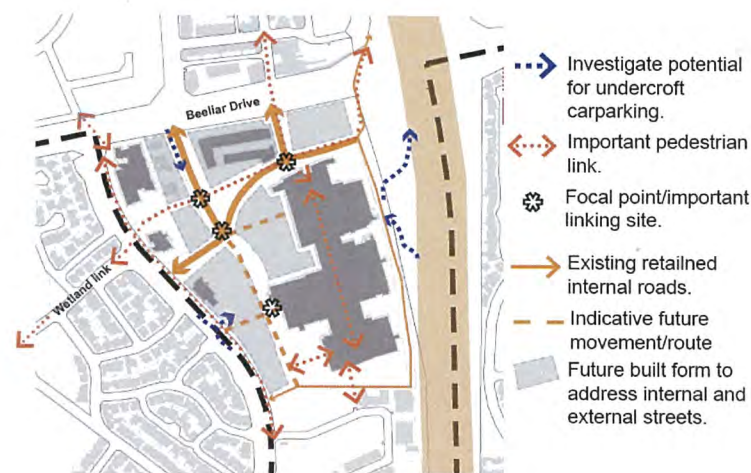 Beeliar Drive
Wetland link
Investigate potential
for undercroft
carparking.
Important pedestrian
link.
Focal point/important
linking site.
Existing retailned
internal roads.
Indicative future
movement/route
Future built form to
address internal and
external streets.